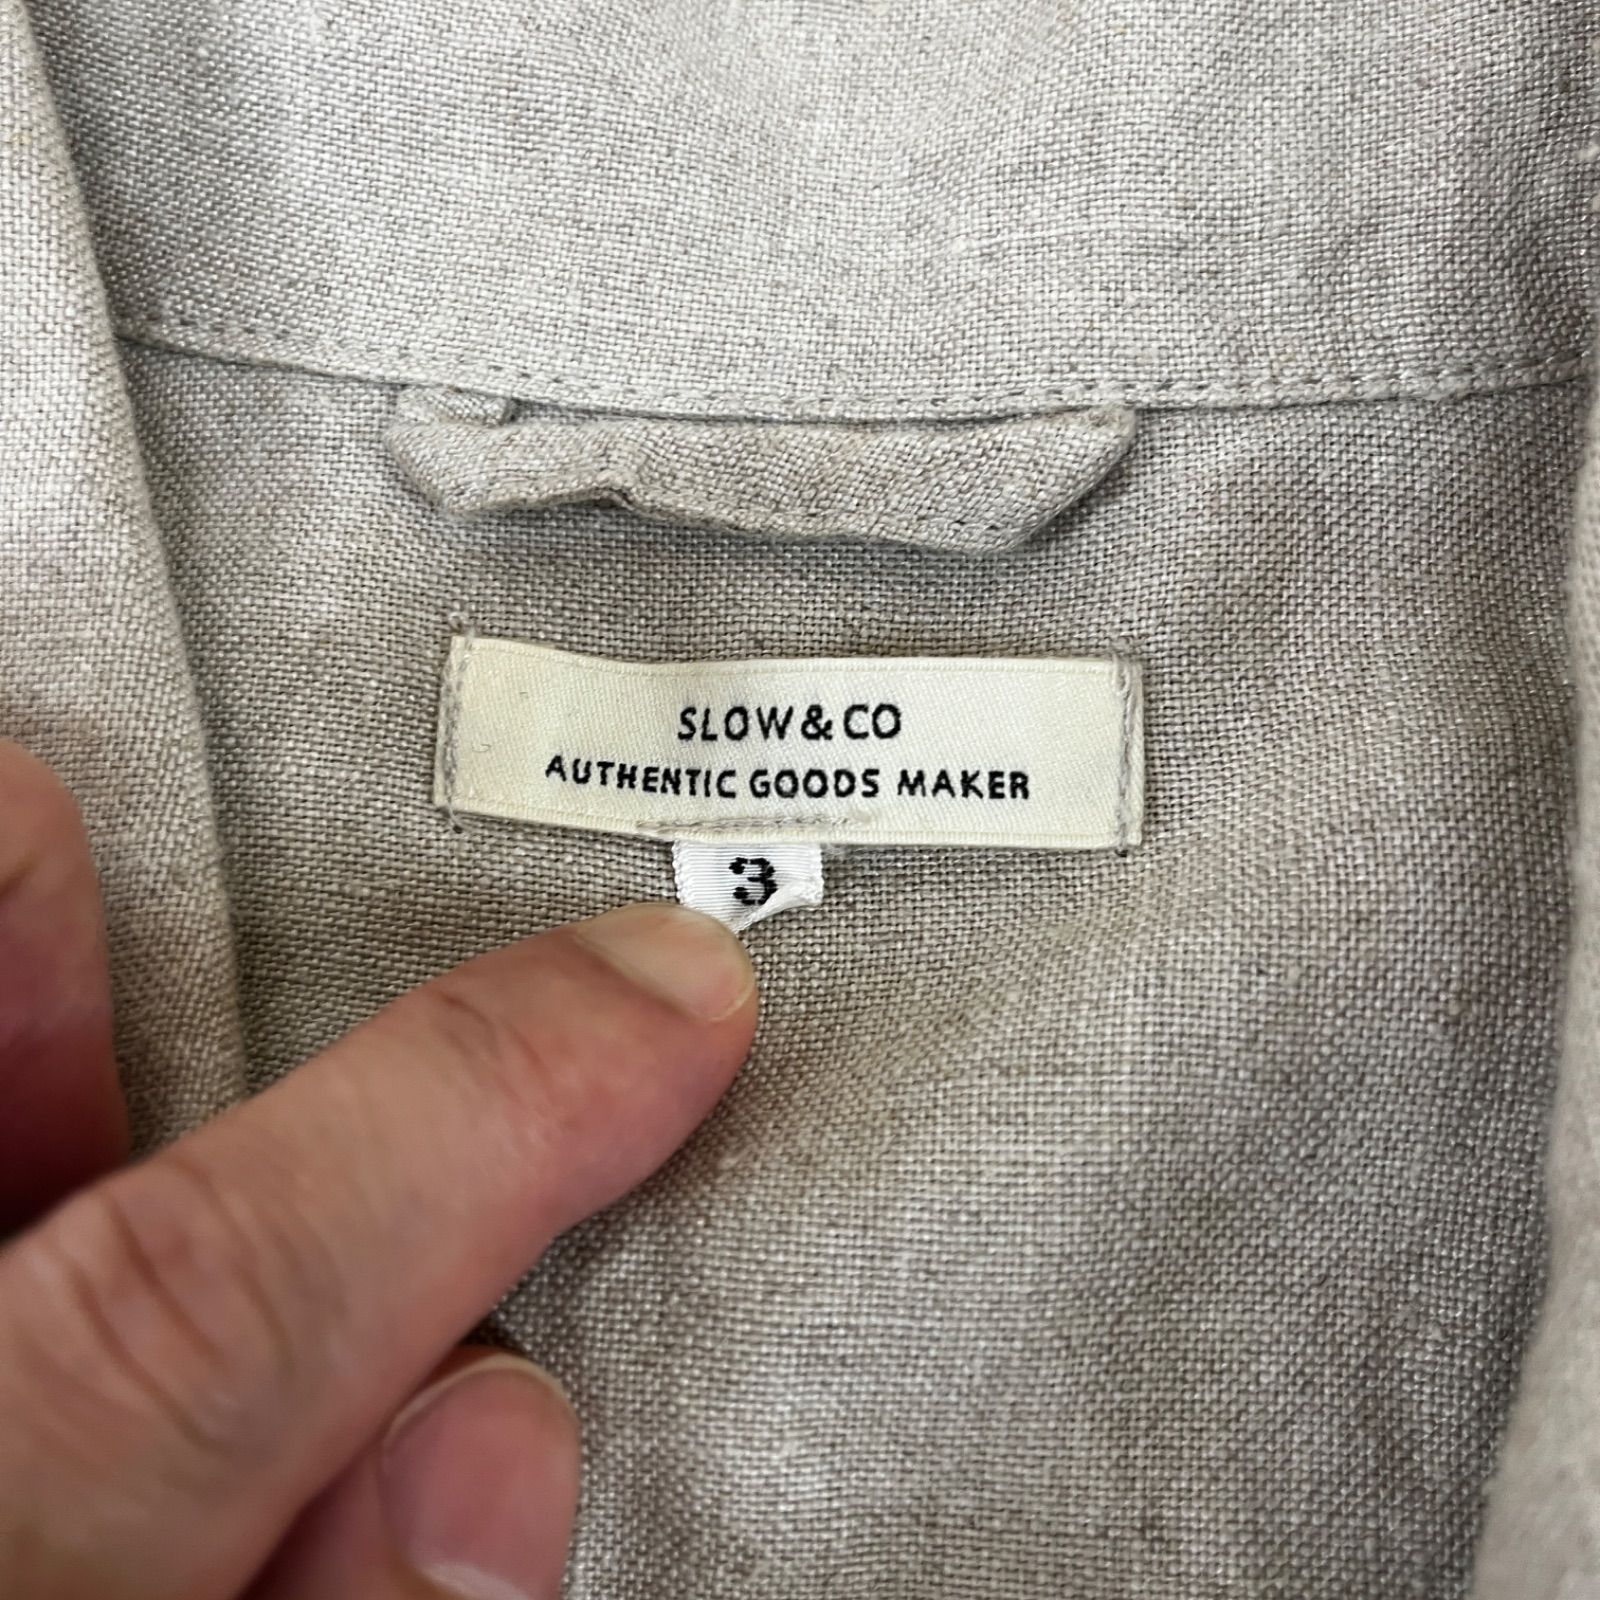 SLOW & CO
AUTHENTIC GOODS MAKER
3